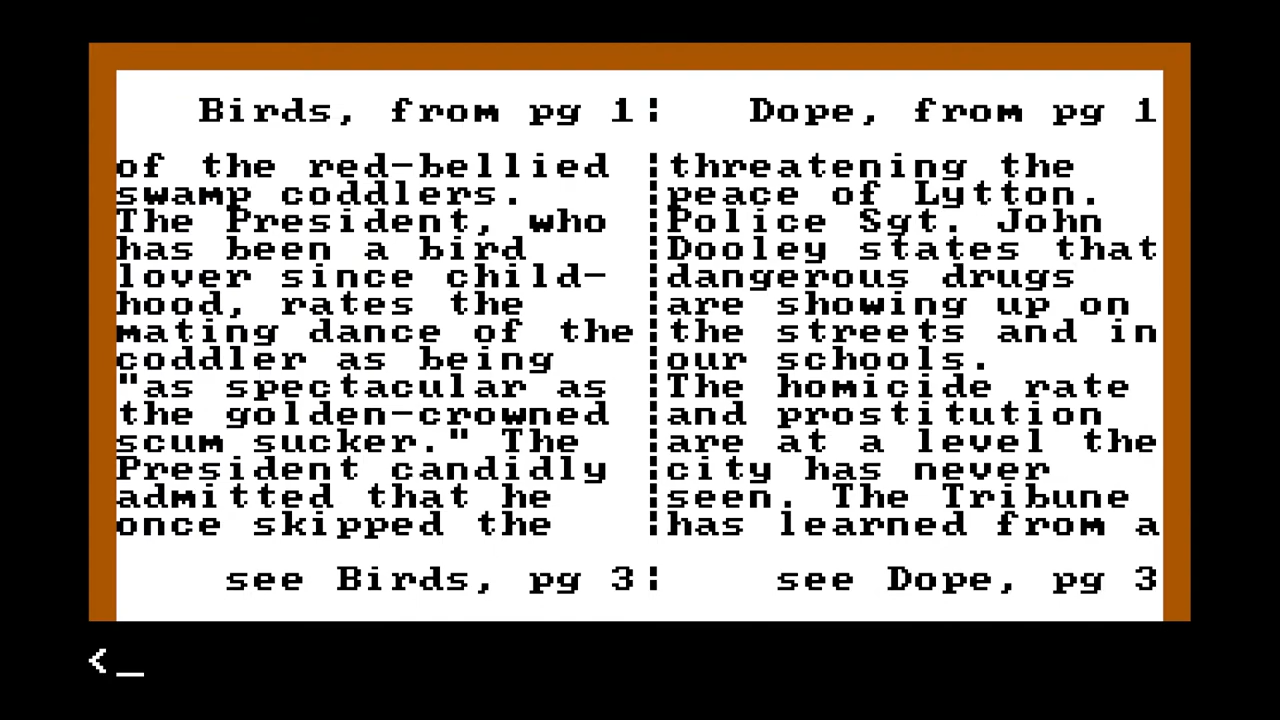 Birds, from pg 1
of the red-bellied
swamp coddlers.
The President, who
has been a bird
lover since child-
hood, rates the
mating dance of the
coddler as being
"as spectacular as
the golden-crowned
scum sucker." The
President candidly
admitted that he
once skipped the
see Birds, pg 3
Dope, from pg 1
threatening the
peace of Lytton.
Police Sgt. John
Dooley states that
dangerous drugs
are showing up on
the streets and in
our schools.
The homicide rate
and prostitution
are at a level the
city has never
seen. The Tribune
has learned from a
see Dope, pg 3
<_